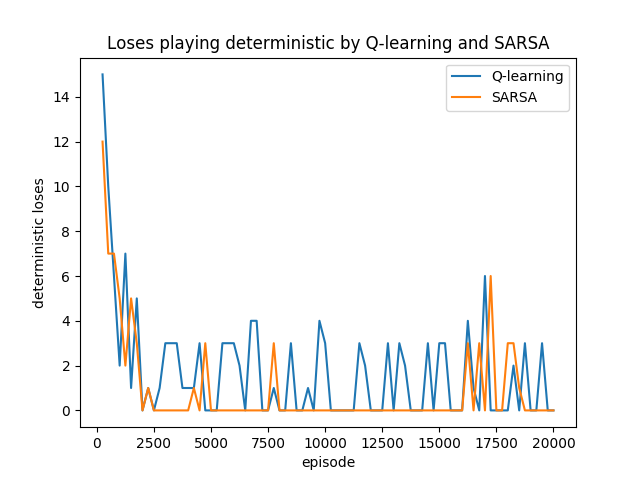 Loses playing deterministic by Q-learning and SARSA
Q-learning
SARSA
deterministic loses
14
12
10
8
6
4
2
0
0 2500 5000 7500 10000 12500 15000 17500 20000
episode